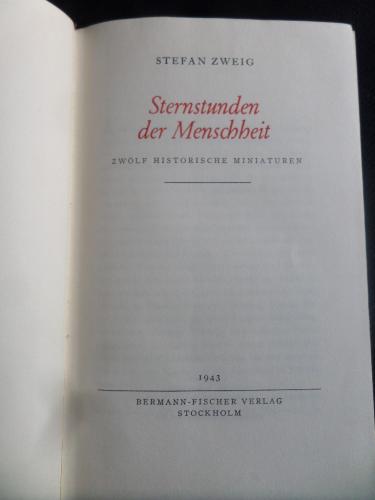 STEFAN ZWEIG
Sternstunden
der Menschheit
ZWÖLF HISTORISCHE MINIATUREN
1943
BERMANN-FISCHER VERLAG
STOCKHOLM